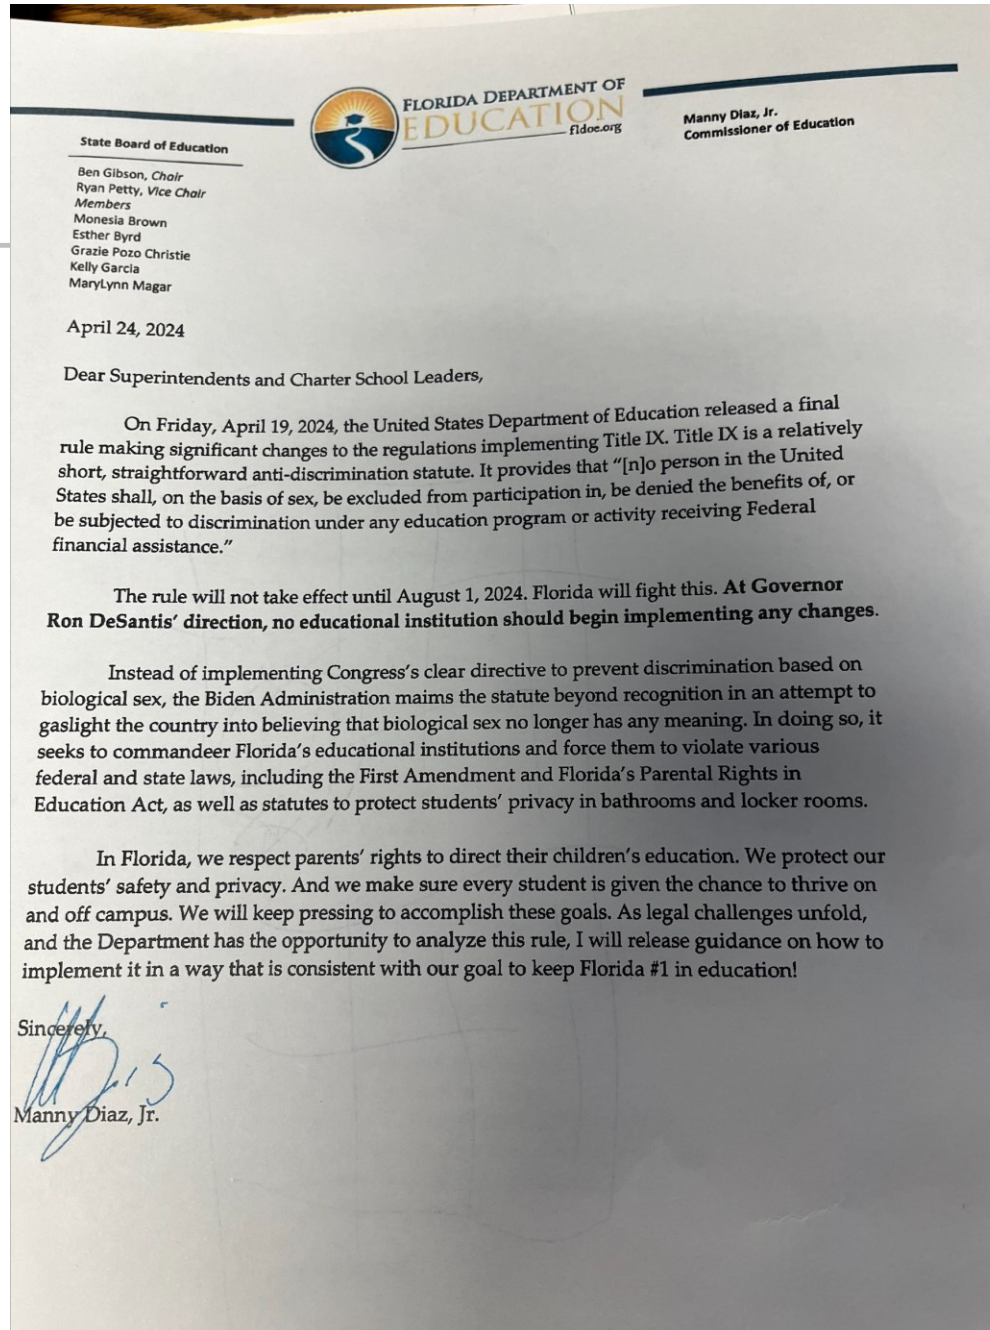 FLORIDA DEPARTMENT OF
EDUCATION
fldoe.org
Manny Diaz, Jr.
Commissioner of Education
State Board of Education
Ben Gibson, Chair
Ryan Petty, Vice Chair
Members
Monesia Brown
Esther Byrd
Grazie Pozo Christie
Kelly Garcia
MaryLynn Magar
April 24, 2024
Dear Superintendents and Charter School Leaders,
On Friday, April 19, 2024, the United States Department of Education released a final
rule making significant changes to the regulations implementing Title IX. Title IX is a relatively
short, straightforward anti-discrimination statute. It provides that “[n]o person in the United
States shall, on the basis of sex, be excluded from participation in, be denied the benefits of, or
be subjected to discrimination under any education program or activity receiving Federal
financial assistance.”
The rule will not take effect until August 1, 2024. Florida will fight this. At Governor
Ron DeSantis’ direction, no educational institution should begin implementing any changes.
Instead of implementing Congress’s clear directive to prevent discrimination based on
biological sex, the Biden Administration maims the statute beyond recognition in an attempt to
gaslight the country into believing that biological sex no longer has any meaning. In doing so, it
seeks to commandeer Florida’s educational institutions and force them to violate various
federal and state laws, including the First Amendment and Florida’s Parental Rights in
Education Act, as well as statutes to protect students’ privacy in bathrooms and locker rooms.
In Florida, we respect parents’ rights to direct their children’s education. We protect our
students’ safety and privacy. And we make sure every student is given the chance to thrive on
and off campus. We will keep pressing to accomplish these goals. As legal challenges unfold,
and the Department has the opportunity to analyze this rule, I will release guidance on how to
implement it in a way that is consistent with our goal to keep Florida #1 in education!
Sincerely,
Manny Diaz, Jr.